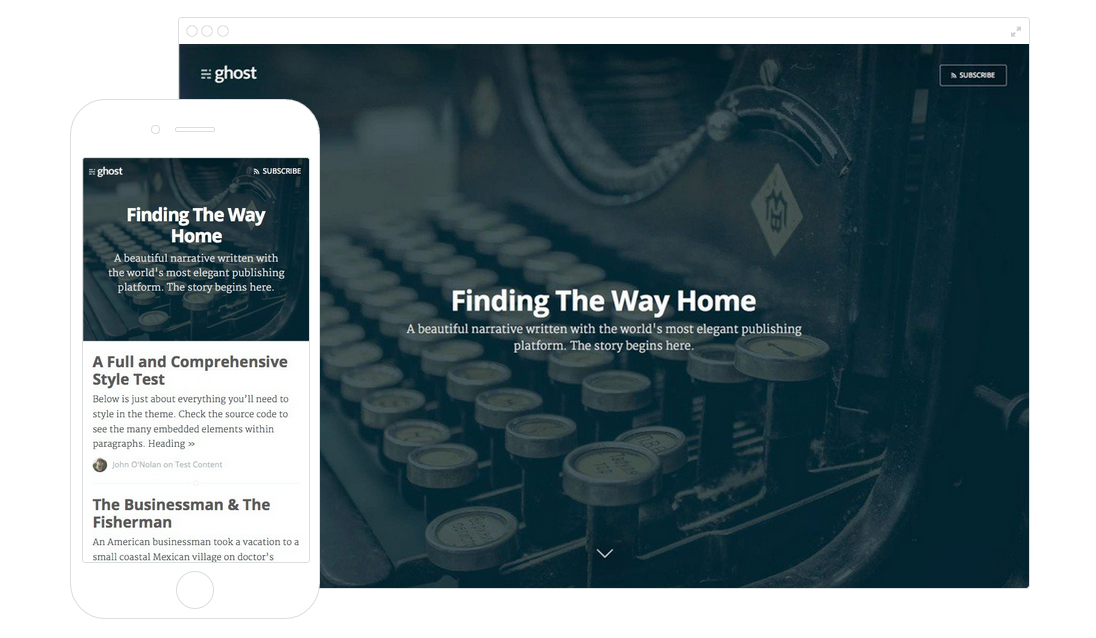 ghost
SUBSCRIBE
Finding The Way Home
A beautiful narrative written with the world's most elegant publishing
platform. The story begins here.
ghost
SUBSCRIBE
Finding The Way
Home
A beautiful narrative written with
the world's most elegant publishing
platform. The story begins here.
A Full and Comprehensive
Style Test
Below is just about everything you'll need to
style in the theme. Check the source code to
see the many embedded elements within
paragraphs. Heading »
John O'Nolan on Test Content
The Businessman & The
Fisherman
An American businessman took a vacation to a
small coastal Mexican village on doctor's